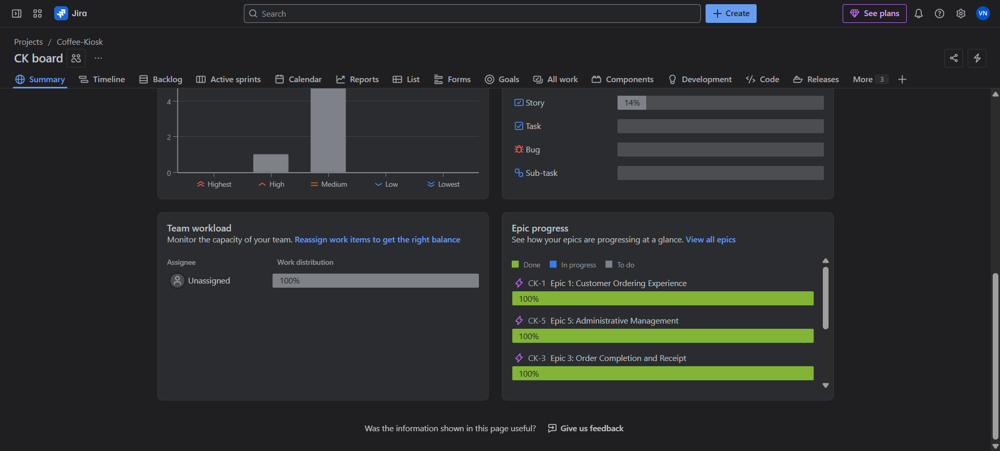 Jira
Search
Create
See plans
VN
Projects / Coffee-Kiosk
CK board
Summary
Timeline
Backlog
Active sprints
Calendar
Reports
List
Forms
Goals
All work
Components
Development
Code
Releases
More 3
4
2
0
Highest
High
Medium
Low
Lowest
Story
14%
Task
Bug
Sub-task
Team workload
Monitor the capacity of your team. Reassign work items to get the right balance
Assignee
Work distribution
Unassigned
100%
Epic progress
See how your epics are progressing at a glance. View all epics
Done
In progress
To do
CK-1 Epic 1: Customer Ordering Experience
100%
CK-5 Epic 5: Administrative Management
100%
CK-3 Epic 3: Order Completion and Receipt
100%
Was the information shown in this page useful?
Give us feedback